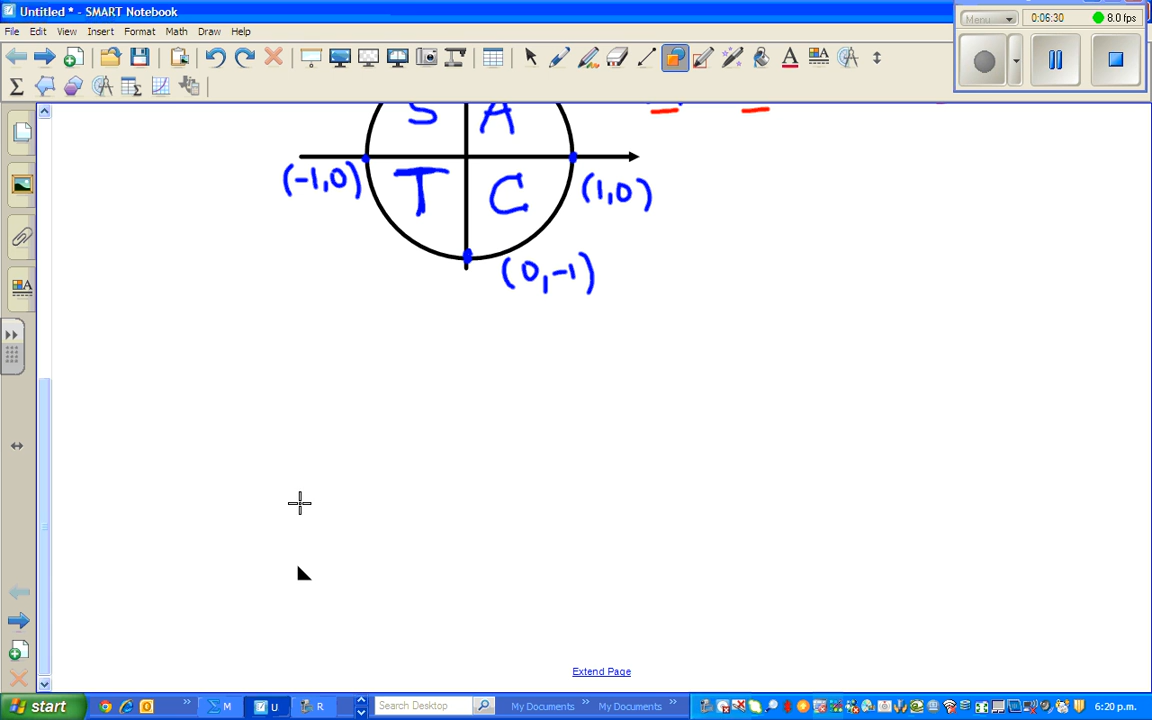 Untitled * - SMART Notebook
Menu
0:06:30
8.0 fps
File Edit View Insert Format Math Draw Help
S A
(-1,0) T C (1,0)
(0,-1)
Extend Page
start
M
U
R
Search Desktop
My Documents
»
My Documents
»
6:20 p.m.